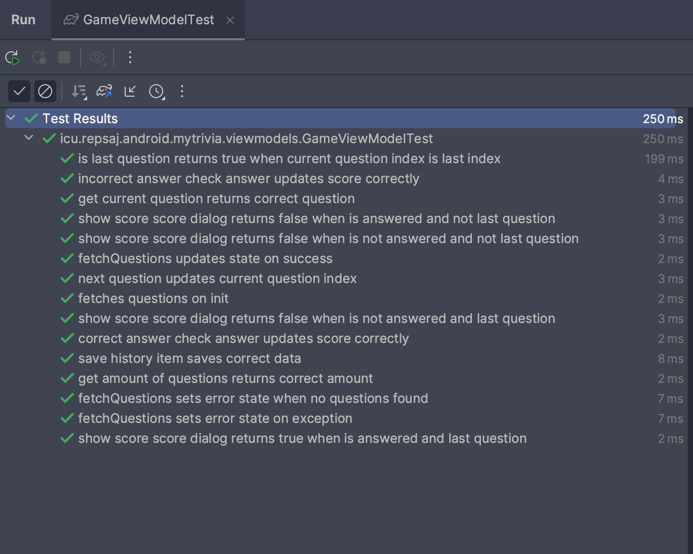 Run GameViewModelTest
Test Results 250 ms
icu.repsaj.android.mytrivia.viewmodels.GameViewModelTest 250 ms
is last question returns true when current question index is last index 199 ms
incorrect answer check answer updates score correctly 4 ms
get current question returns correct question 3 ms
show score score dialog returns false when is answered and not last question 3 ms
show score score dialog returns false when is not answered and not last question 3 ms
fetchQuestions updates state on success 2 ms
next question updates current question index 3 ms
fetches questions on init 2 ms
show score score dialog returns false when is not answered and last question 3 ms
correct answer check answer updates score correctly 2 ms
save history item saves correct data 8 ms
get amount of questions returns correct amount 2 ms
fetchQuestions sets error state when no questions found 7 ms
fetchQuestions sets error state on exception 7 ms
show score score dialog returns true when is answered and last question 2 ms